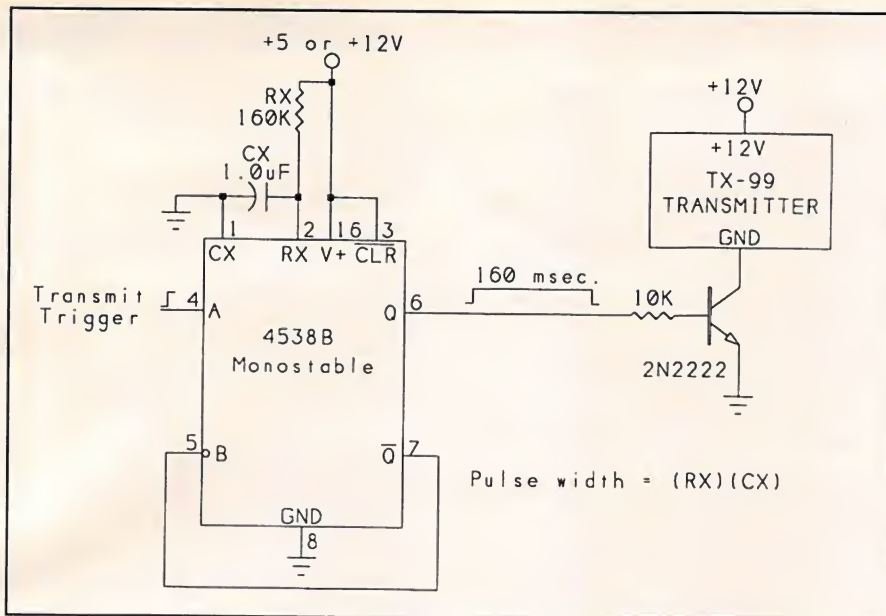 +5 or +12V
RX
160K
CX
1.0uF
1 2 16 3
CX RX V+ CLR
Transmit
Trigger
4 A
4538B
Monostable
Q 6
160 msec.
10K
+12V
+12V
TX-99
TRANSMITTER
GND
2N2222
5 B
Q 7
Pulse width = (RX)(CX)
GND
8